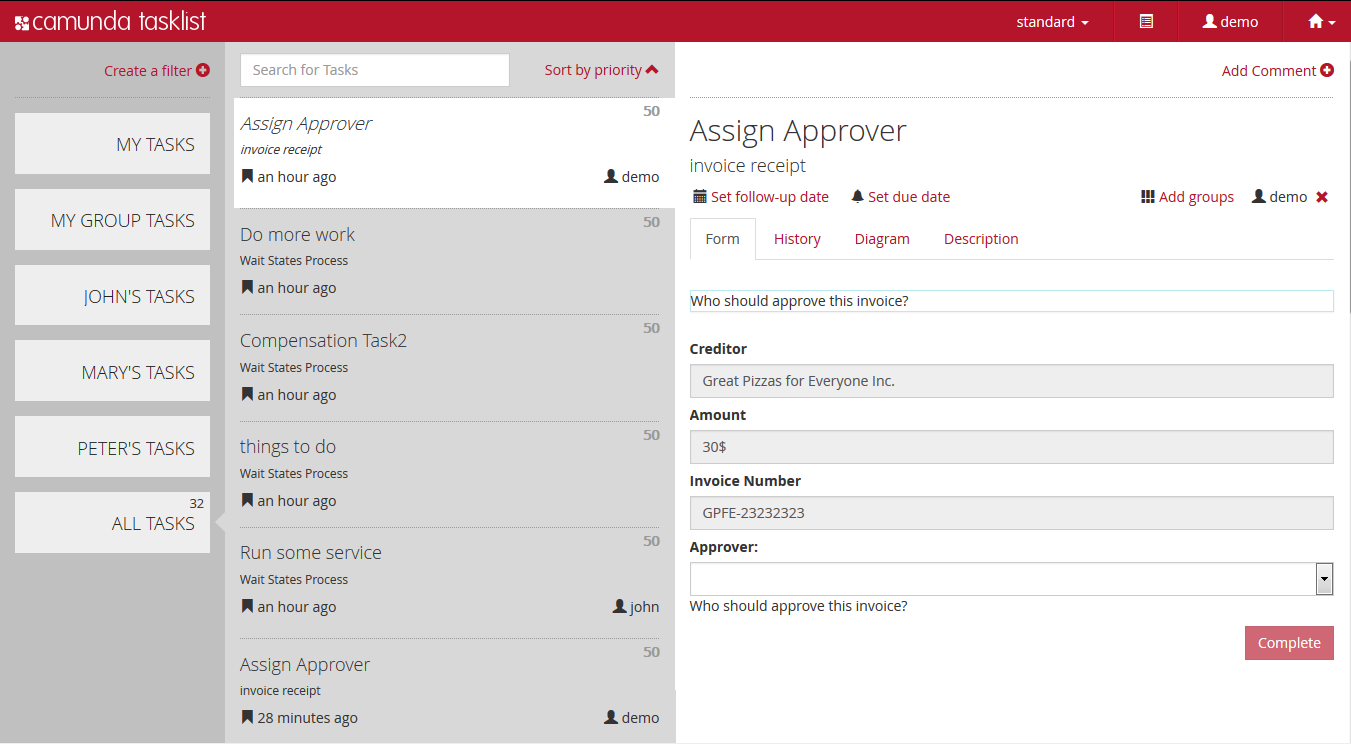 camunda tasklist
standard
demo
Create a filter
MY TASKS
MY GROUP TASKS
JOHN'S TASKS
MARY'S TASKS
PETER'S TASKS
32
ALL TASKS
Search for Tasks
Sort by priority
50
Assign Approver
invoice receipt
an hour ago
demo
50
Do more work
Wait States Process
an hour ago
50
Compensation Task2
Wait States Process
an hour ago
50
things to do
Wait States Process
an hour ago
50
Run some service
Wait States Process
an hour ago
john
50
Assign Approver
invoice receipt
28 minutes ago
demo
Add Comment
Assign Approver
invoice receipt
Set follow-up date
Set due date
Add groups
demo
Form
History
Diagram
Description
Who should approve this invoice?
Creditor
Great Pizzas for Everyone Inc.
Amount
30$
Invoice Number
GPFE-23232323
Approver:
Who should approve this invoice?
Complete